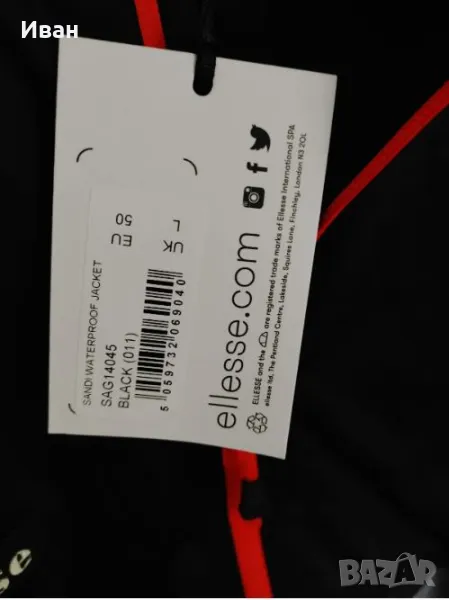 Иван
SANDI WATERPROOF JACKET
SAG14045
BLACK (011)
EU
50
UK
L
5 059732 069040
ellesse.com
ELLESSE and the are registered trade marks of Ellesse International SPA
ellesse ltd, The Pentland Centre, Lakeside, Squires Lane, Finchley, London N3 2QL
se
BAZAR